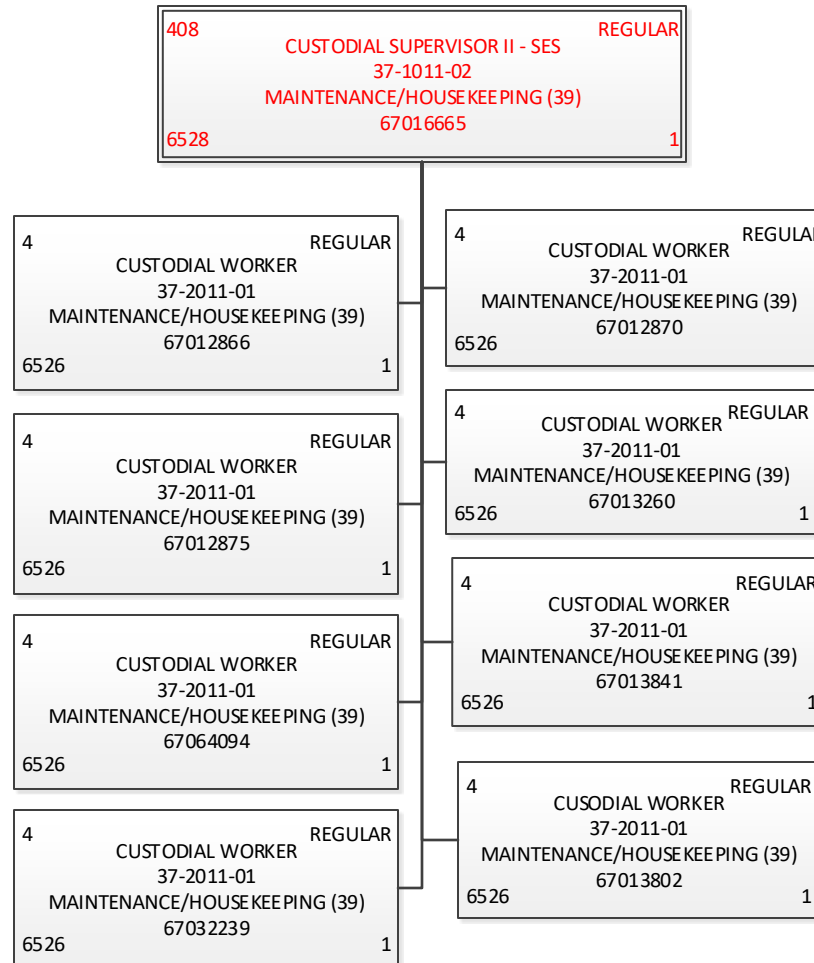 408 REGULAR
CUSTODIAL SUPERVISOR II - SES
37-1011-02
MAINTENANCE/HOUSEKEEPING (39)
67016665
6528 1
4 REGULAR
CUSTODIAL WORKER
37-2011-01
MAINTENANCE/HOUSEKEEPING (39)
67012866
6526 1
4 REGULAR
CUSTODIAL WORKER
37-2011-01
MAINTENANCE/HOUSEKEEPING (39)
67012870
6526
4 REGULAR
CUSTODIAL WORKER
37-2011-01
MAINTENANCE/HOUSEKEEPING (39)
67012875
6526 1
4 REGULAR
CUSTODIAL WORKER
37-2011-01
MAINTENANCE/HOUSEKEEPING (39)
67013260
6526 1
4 REGULAR
CUSTODIAL WORKER
37-2011-01
MAINTENANCE/HOUSEKEEPING (39)
67064094
6526 1
4 REGULAR
CUSTODIAL WORKER
37-2011-01
MAINTENANCE/HOUSEKEEPING (39)
67013841
6526 1
4 REGULAR
CUSTODIAL WORKER
37-2011-01
MAINTENANCE/HOUSEKEEPING (39)
67032239
6526 1
4 REGULAR
CUSODIAL WORKER
37-2011-01
MAINTENANCE/HOUSEKEEPING (39)
67013802
6526 1